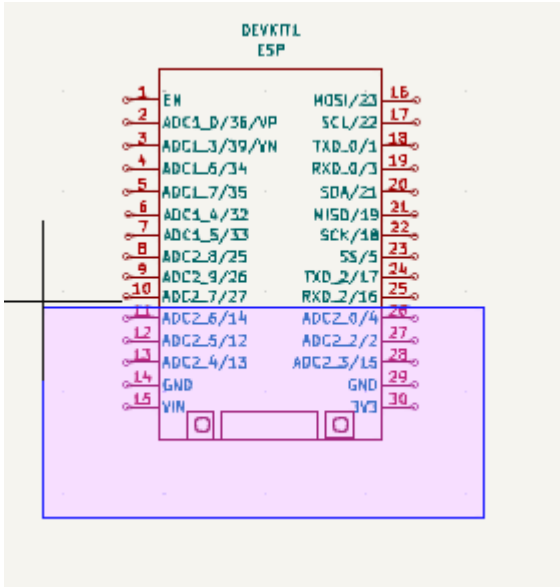 DEVKIT1
ESP
1 EN MOSI/23 16
2 ADC1_0/36/VP SCL/22 17
3 ADC1_3/39/VN TXD_0/1 18
4 ADC1_6/34 RXD_0/3 19
5 ADC1_7/35 SDA/21 20
6 ADC1_4/32 MISO/19 21
7 ADC1_5/33 SCK/18 22
8 ADC2_8/25 SS/5 23
9 ADC2_9/26 TXD_2/17 24
10 ADC2_7/27 RXD_2/16 25
11 ADC2_6/14 ADC2_0/4 26
12 ADC2_5/12 ADC2_2/2 27
13 ADC2_4/13 ADC2_3/15 28
14 GND GND 29
15 VIN 3V3 30